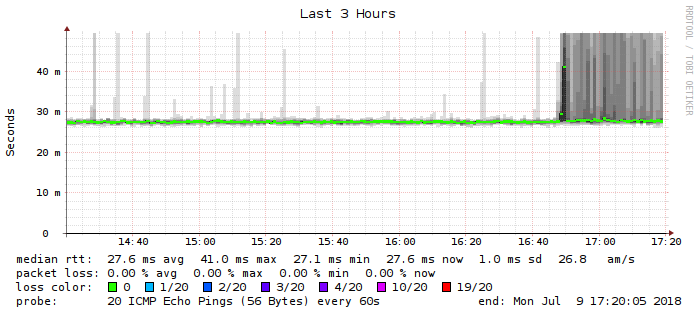 Last 3 Hours
RRDTOOL / TOBI OETIKER
Seconds
40 m
30 m
20 m
10 m
0
14:40 15:00 15:20 15:40 16:00 16:20 16:40 17:00 17:20
median rtt: 27.6 ms avg 41.0 ms max 27.1 ms min 27.6 ms now 1.0 ms sd 26.8 am/s
packet loss: 0.00 % avg 0.00 % max 0.00 % min 0.00 % now
loss color: 0 1/20 2/20 3/20 4/20 10/20 19/20
probe: 20 ICMP Echo Pings (56 Bytes) every 60s end: Mon Jul 9 17:20:05 2018